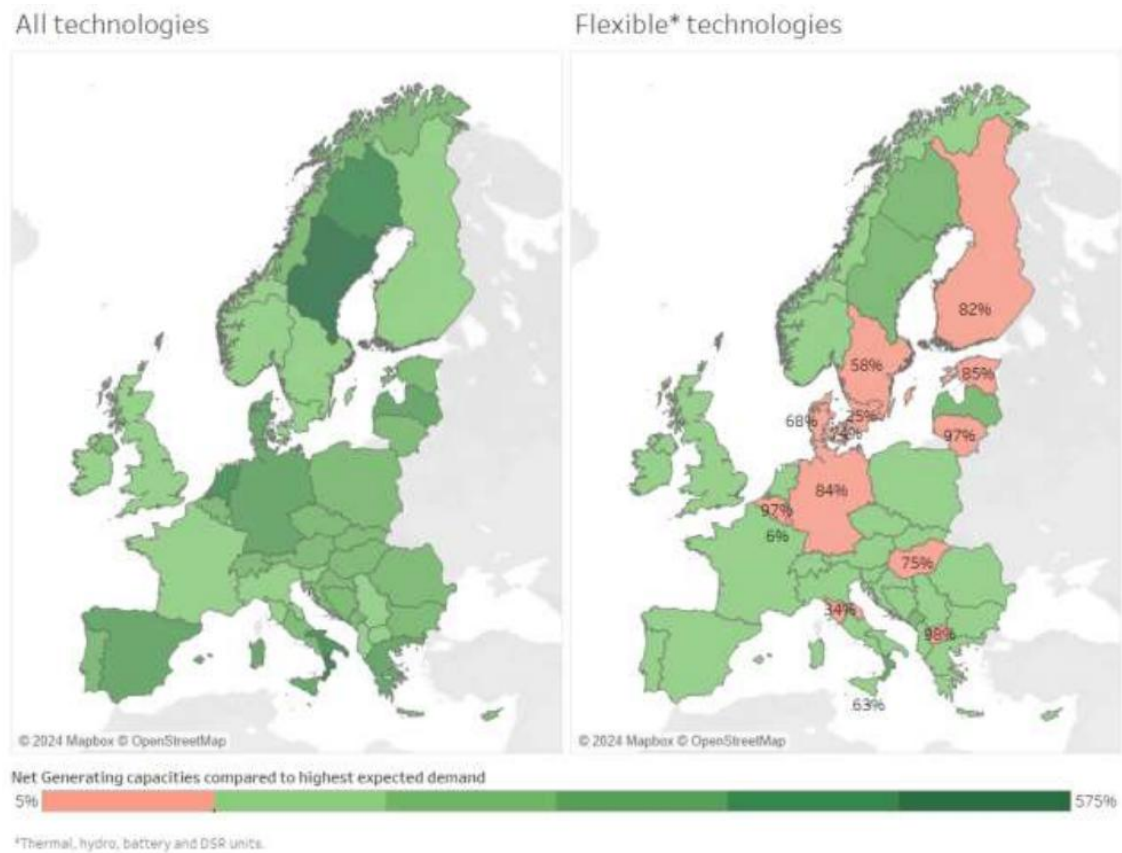 All technologies
Flexible* technologies
82%
58%
85%
68%
25%
97%
84%
97%
6%
75%
34%
98%
63%
© 2024 Mapbox © OpenStreetMap
© 2024 Mapbox © OpenStreetMap
Net Generating capacities compared to highest expected demand
5%
575%
*Thermal, hydro, battery and DSR units.